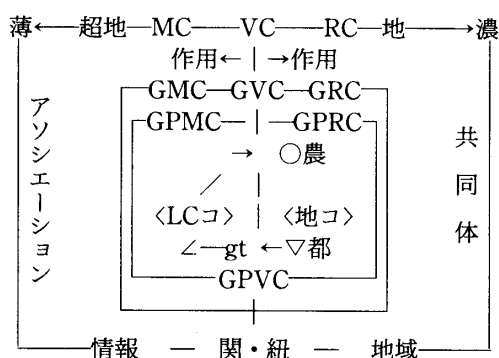 薄←超地—MC—VC—RC—地→濃
作用←|→作用
GMC—GVC—GRC
GPMC—|—GPRC
→ ○農
アソシエーション
共同体
〈LCコ〉|〈地コ〉
∠—gt ←▽都
GPVC
情報 — 関・紐 — 地域